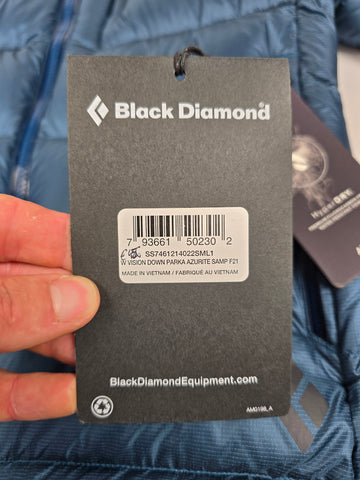 Black Diamond
7 93661 50230 2
SS7461214022SML1
W VISION DOWN PARKA AZURITE SAMP F21
MADE IN VIETNAM / FABRIQUÉ AU VIETNAM
HyperDRY
BlackDiamondEquipment.com
AM0198_A